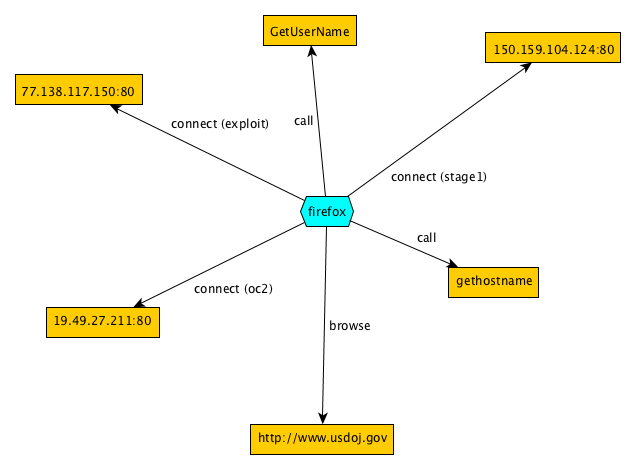 GetUserName
150.159.104.124:80
77.138.117.150:80
connect (exploit)
call
connect (stage1)
firefox
call
gethostname
connect (oc2)
19.49.27.211:80
browse
http://www.usdoj.gov